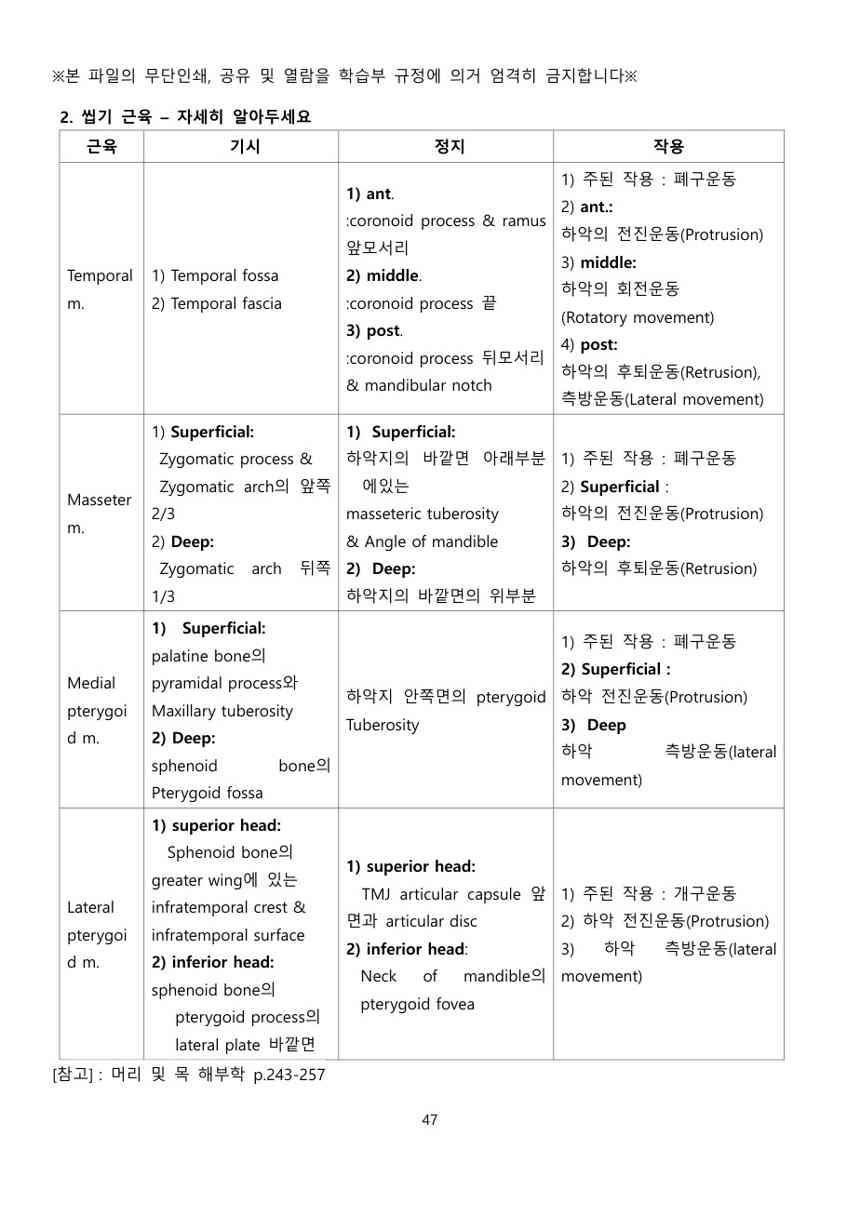 ※본 파일의 무단인쇄, 공유 및 열람을 학습부 규정에 의거 엄격히 금지합니다※
2. 씹기 근육 – 자세히 알아두세요
근육 기시 정지 작용
Temporal
m.
1) Temporal fossa
2) Temporal fascia
1) ant.
:coronoid process & ramus
앞모서리
2) middle.
:coronoid process 끝
3) post.
:coronoid process 뒤모서리
& mandibular notch
1) 주된 작용 : 폐구운동
2) ant.:
하악의 전진운동(Protrusion)
3) middle:
하악의 회전운동
(Rotatory movement)
4) post:
하악의 후퇴운동(Retrusion),
측방운동(Lateral movement)
Masseter
m.
1) Superficial:
Zygomatic process &
Zygomatic arch의 앞쪽
2/3
2) Deep:
Zygomatic arch 뒤쪽
1/3
1) Superficial:
하악지의 바깥면 아래부분
에있는
masseteric tuberosity
& Angle of mandible
2) Deep:
하악지의 바깥면의 위부분
1) 주된 작용 : 폐구운동
2) Superficial :
하악의 전진운동(Protrusion)
3) Deep:
하악의 후퇴운동(Retrusion)
Medial
pterygoi
d m.
1) Superficial:
palatine bone의
pyramidal process와
Maxillary tuberosity
2) Deep:
sphenoid bone의
Pterygoid fossa
하악지 안쪽면의 pterygoid
Tuberosity
1) 주된 작용 : 폐구운동
2) Superficial :
하악 전진운동(Protrusion)
3) Deep
하악 측방운동(lateral
movement)
Lateral
pterygoi
d m.
1) superior head:
Sphenoid bone의
greater wing에 있는
infratemporal crest &
infratemporal surface
2) inferior head:
sphenoid bone의
pterygoid process의
lateral plate 바깥면
1) superior head:
TMJ articular capsule 앞
면과 articular disc
2) inferior head:
Neck of mandible의
pterygoid fovea
1) 주된 작용 : 개구운동
2) 하악 전진운동(Protrusion)
3) 하악 측방운동(lateral
movement)
[참고] : 머리 및 목 해부학 p.243-257
47